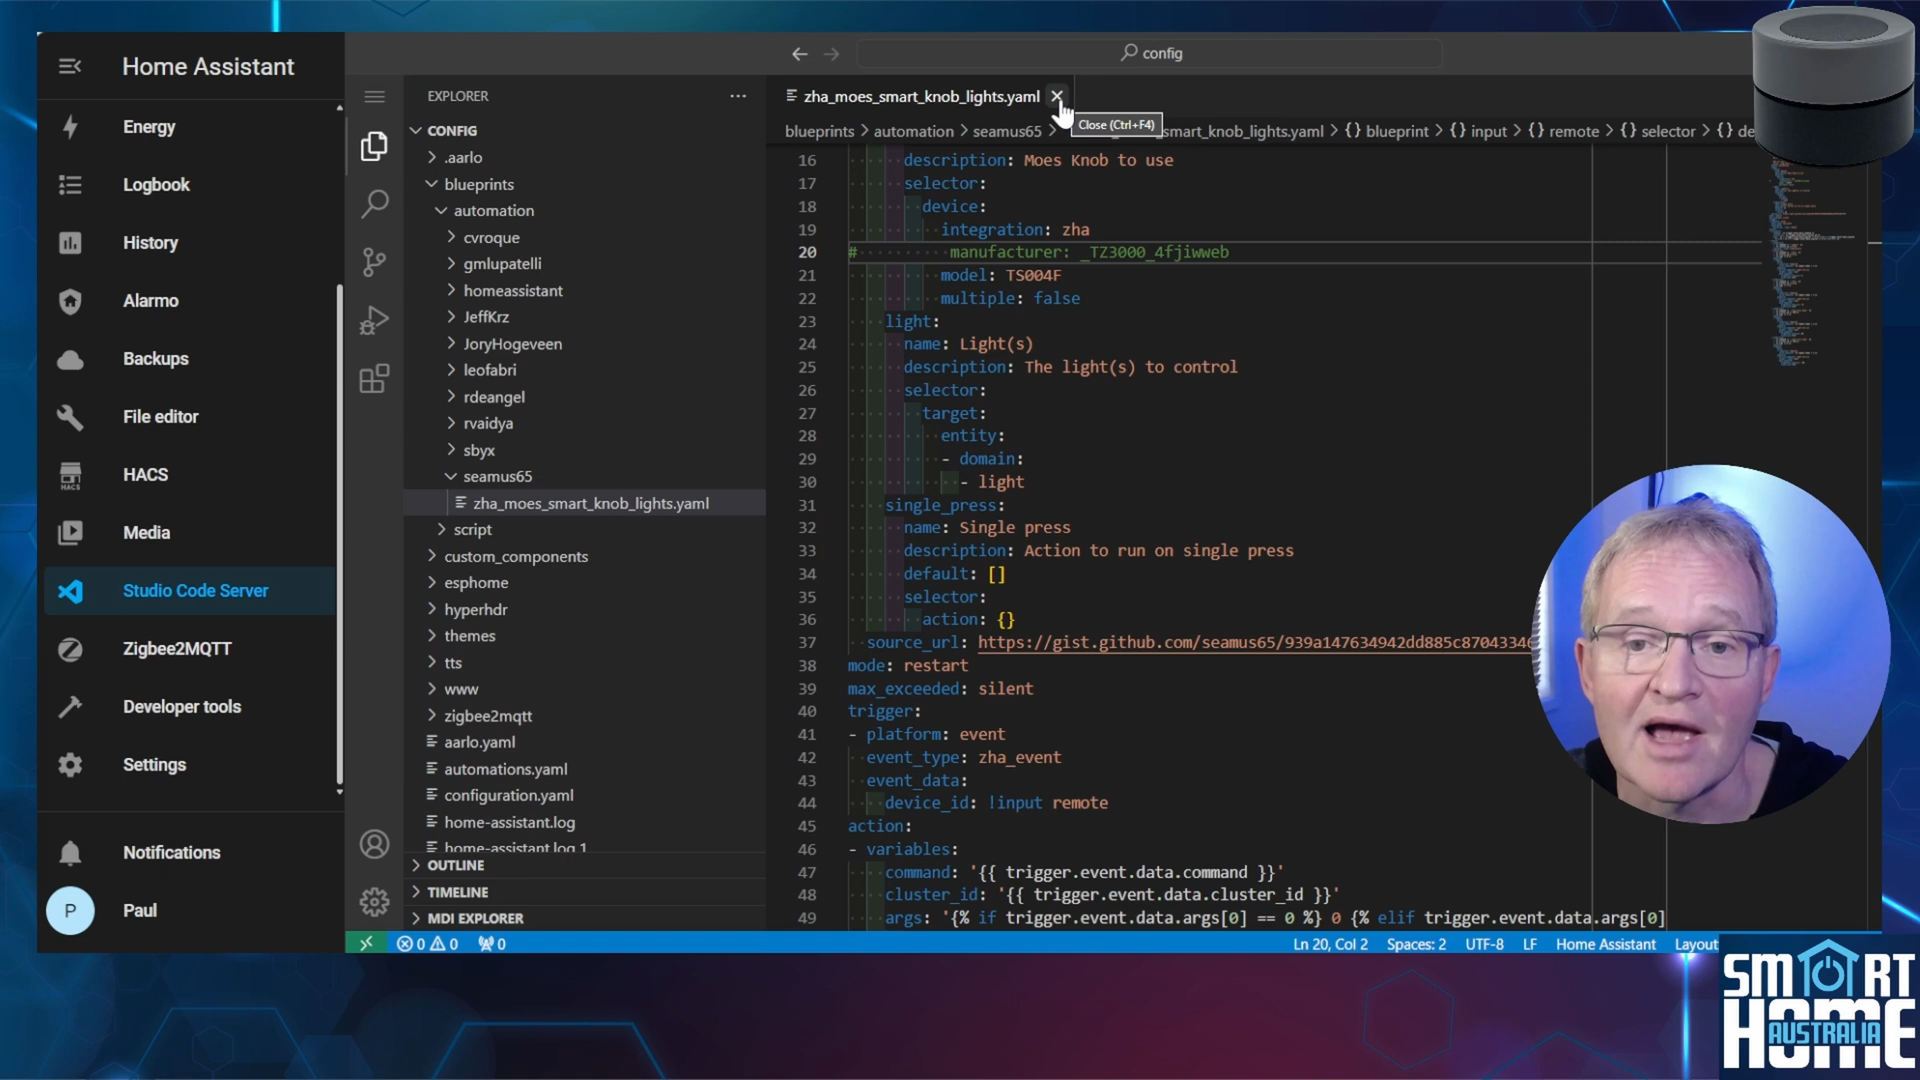 Home Assistant
Energy
Logbook
History
Alarmo
Backups
File editor
HACS
HACS
Media
Studio Code Server
Zigbee2MQTT
Developer tools
Settings
Notifications
P
Paul
EXPLORER
CONFIG
.aarlo
blueprints
automation
cvroque
gmlupatelli
homeassistant
JeffKrz
JoryHogeveen
leofabri
rdeangel
rvaidya
sbyx
seamus65
zha_moes_smart_knob_lights.yaml
script
custom_components
esphome
hyperhdr
themes
tts
www
zigbee2mqtt
aarlo.yaml
automations.yaml
configuration.yaml
home-assistant.log
home-assistant.log.1
OUTLINE
TIMELINE
MDI EXPLORER
config
zha_moes_smart_knob_lights.yaml
Close (Ctrl+F4)
blueprints > automation > seamus65 > smart_knob_lights.yaml > {} blueprint > {} input > {} remote > {} selector > {} de
16 description: Moes Knob to use
17 selector:
18 device:
19 integration: zha
20 # manufacturer: _TZ3000_4fjiwweb
21 model: TS004F
22 multiple: false
23 light:
24 name: Light(s)
25 description: The light(s) to control
26 selector:
27 target:
28 entity:
29 - domain:
30 - light
31 single_press:
32 name: Single press
33 description: Action to run on single press
34 default: []
35 selector:
36 action: {}
37 source_url: https://gist.github.com/seamus65/939a147634942dd885c8704334
38 mode: restart
39 max_exceeded: silent
40 trigger:
41 - platform: event
42 event_type: zha_event
43 event_data:
44 device_id: !input remote
45 action:
46 - variables:
47 command: '{{ trigger.event.data.command }}'
48 cluster_id: '{{ trigger.event.data.cluster_id }}'
49 args: '{% if trigger.event.data.args[0] == 0 %} 0 {% elif trigger.event.data.args[0]
0 0 0 Ln 20, Col 2 Spaces: 2 UTF-8 LF Home Assistant Layout
SMART
HOME
AUSTRALIA